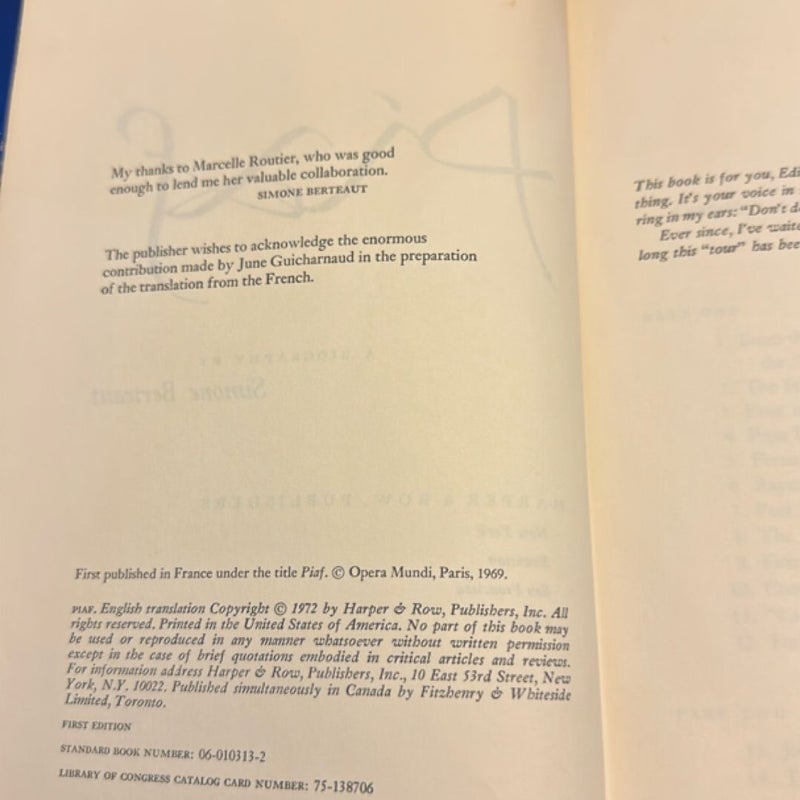 My thanks to Marcelle Routier, who was good
enough to lend me her valuable collaboration.
SIMONE BERTEAUT
The publisher wishes to acknowledge the enormous
contribution made by June Guicharnaud in the preparation
of the translation from the French.
First published in France under the title Piaf. © Opera Mundi, Paris, 1969.
PIAF. English translation Copyright © 1972 by Harper & Row, Publishers, Inc. All
rights reserved. Printed in the United States of America. No part of this book may
be used or reproduced in any manner whatsoever without written permission
except in the case of brief quotations embodied in critical articles and reviews.
For information address Harper & Row, Publishers, Inc., 10 East 53rd Street, New
York, N.Y. 10022. Published simultaneously in Canada by Fitzhenry & Whiteside
Limited, Toronto.
FIRST EDITION
STANDARD BOOK NUMBER: 06-010313-2
LIBRARY OF CONGRESS CATALOG CARD NUMBER: 75-138706
This book is for you, Edi
thing. It's your voice in
ring in my ears: "Don't d
Ever since, I've waite
long this "tour" has bee